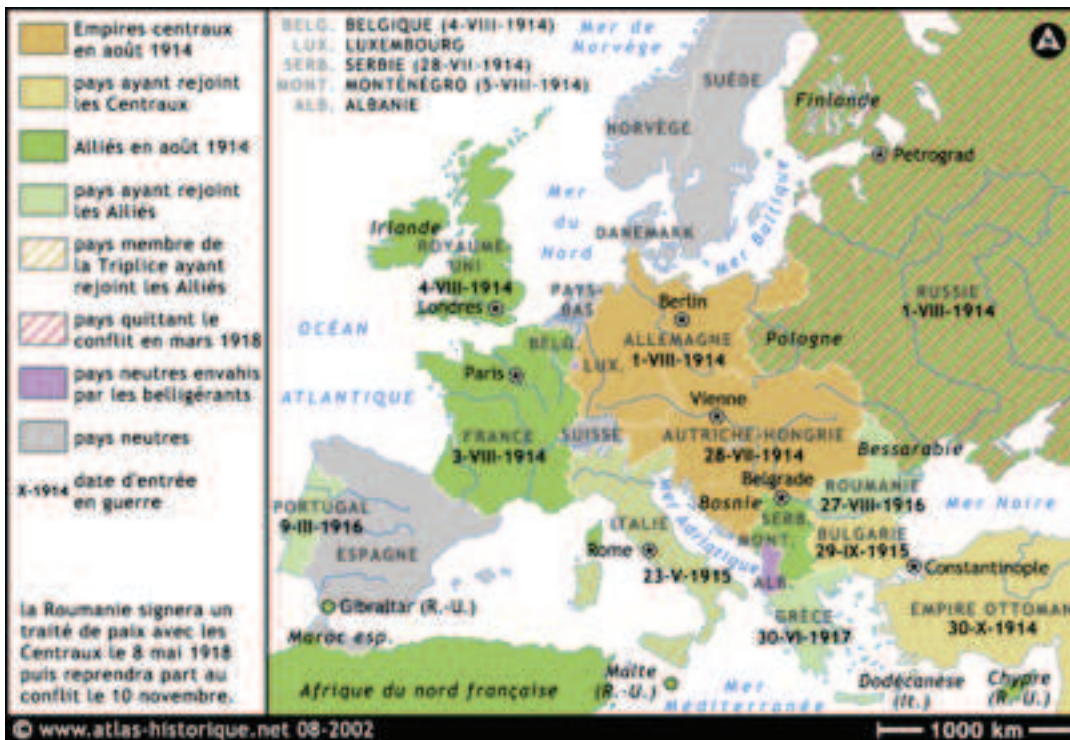 Empires centraux
en août 1914
pays ayant rejoint
les Centraux
Alliés en août 1914
pays ayant rejoint
les Alliés
pays membre de
la Triplice ayant
rejoint les Alliés
pays quittant le
conflit en mars 1918
pays neutres envahis
par les belligérants
pays neutres
X-1914 date d'entrée
en guerre
la Roumanie signera un
traité de paix avec les
Centraux le 8 mai 1918
puis reprendra part au
conflit le 10 novembre.
BELG. BELGIQUE (4-VIII-1914)
LUX. LUXEMBOURG
SERB. SERBIE (28-VII-1914)
MONT. MONTÉNÉGRO (5-VIII-1914)
ALB. ALBANIE
Mer de
Norvège
SUÈDE
NORVÈGE
Finlande
Petrograd
Mer
du
Nord
Mer Baltique
DANEMARK
Irlande
ROYAUME-
UNI
4-VIII-1914
Londres
PAYS-
BAS
Berlin
ALLEMAGNE
1-VIII-1914
RUSSIE
1-VIII-1914
Pologne
OCÉAN
ATLANTIQUE
BELG.
LUX.
Paris
FRANCE
3-VIII-1914
SUISSE
Vienne
AUTRICHE-HONGRIE
28-VII-1914
Bessarabie
Belgrade
Bosnie
SERB.
ROUMANIE
27-VIII-1916
Mer Noire
PORTUGAL
9-III-1916
ESPAGNE
ITALIE
Rome
23-V-1915
Mer Adriatique
MONT.
ALB.
BULGARIE
29-IX-1915
Constantinople
GRÈCE
30-VI-1917
EMPIRE OTTOMAN
30-X-1914
Gibraltar (R.-U.)
Maroc esp.
Afrique du nord française
Malte
(R.-U.)
Mer
Méditerranée
Dodécanèse
(It.)
Chypre
(R.-U.)
© www.atlas-historique.net 08-2002
1000 km